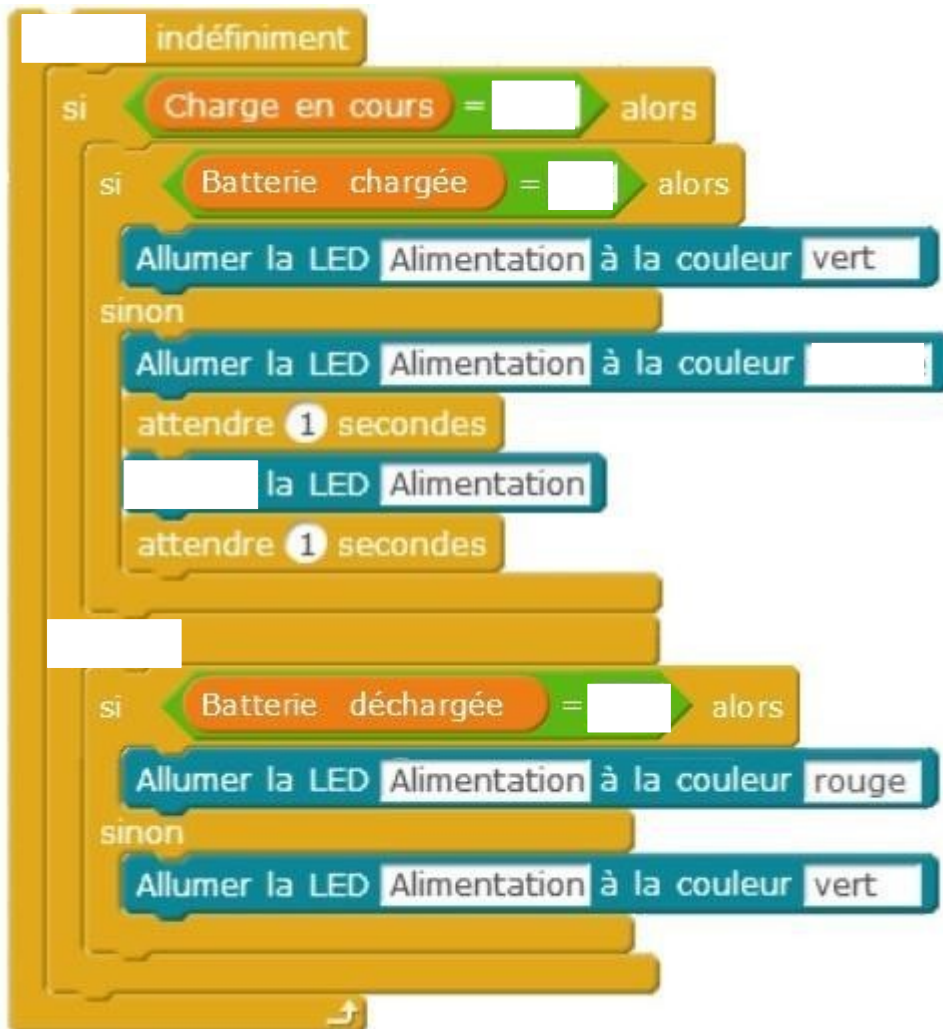 indéfiniment
si Charge en cours = alors
si Batterie chargée = alors
Allumer la LED Alimentation à la couleur vert
sinon
Allumer la LED Alimentation à la couleur
attendre 1 secondes
la LED Alimentation
attendre 1 secondes
si Batterie déchargée = alors
Allumer la LED Alimentation à la couleur rouge
sinon
Allumer la LED Alimentation à la couleur vert